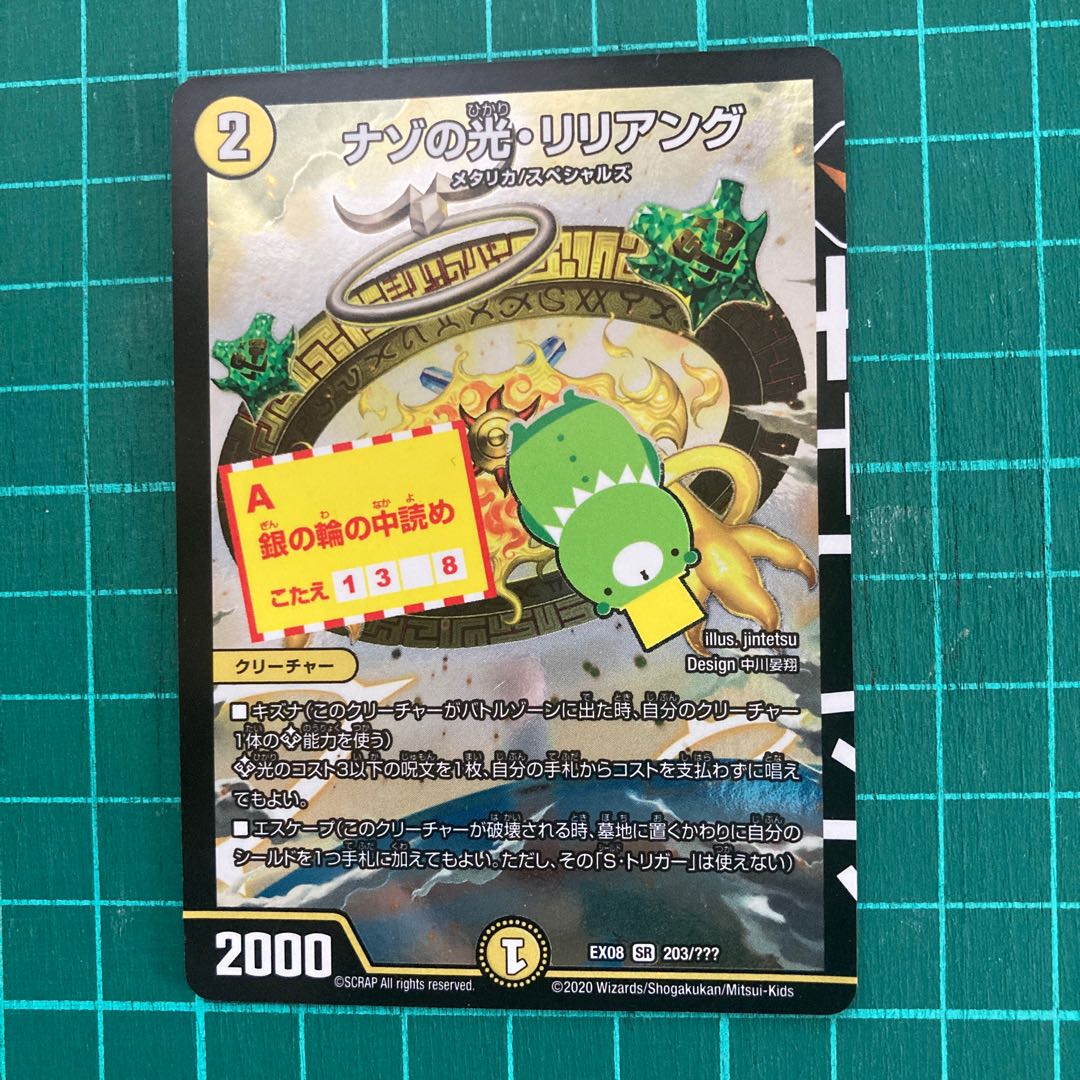 2
ひかり
ナゾの光・リリアング
メタリカ/スペシャルズ
A
ぎん わ なか よ
銀の輪の中読め
こたえ 1 3 8
illus. jintetsu
Design 中川晏翔
クリーチャー
■キズナ(このクリーチャーがバトルゾーンに出た時、自分のクリーチャー
1体の能力を使う)
光のコスト3以下の呪文を1枚、自分の手札からコストを支払わずに唱え
てもよい。
■エスケープ(このクリーチャーが破壊される時、墓地に置くかわりに自分の
シールドを1つ手札に加えてもよい。ただし、その「S・トリガー」は使えない)
2000
1
EX08 SR 203/???
©SCRAP All rights reserved.
©2020 Wizards/Shogakukan/Mitsui-Kids